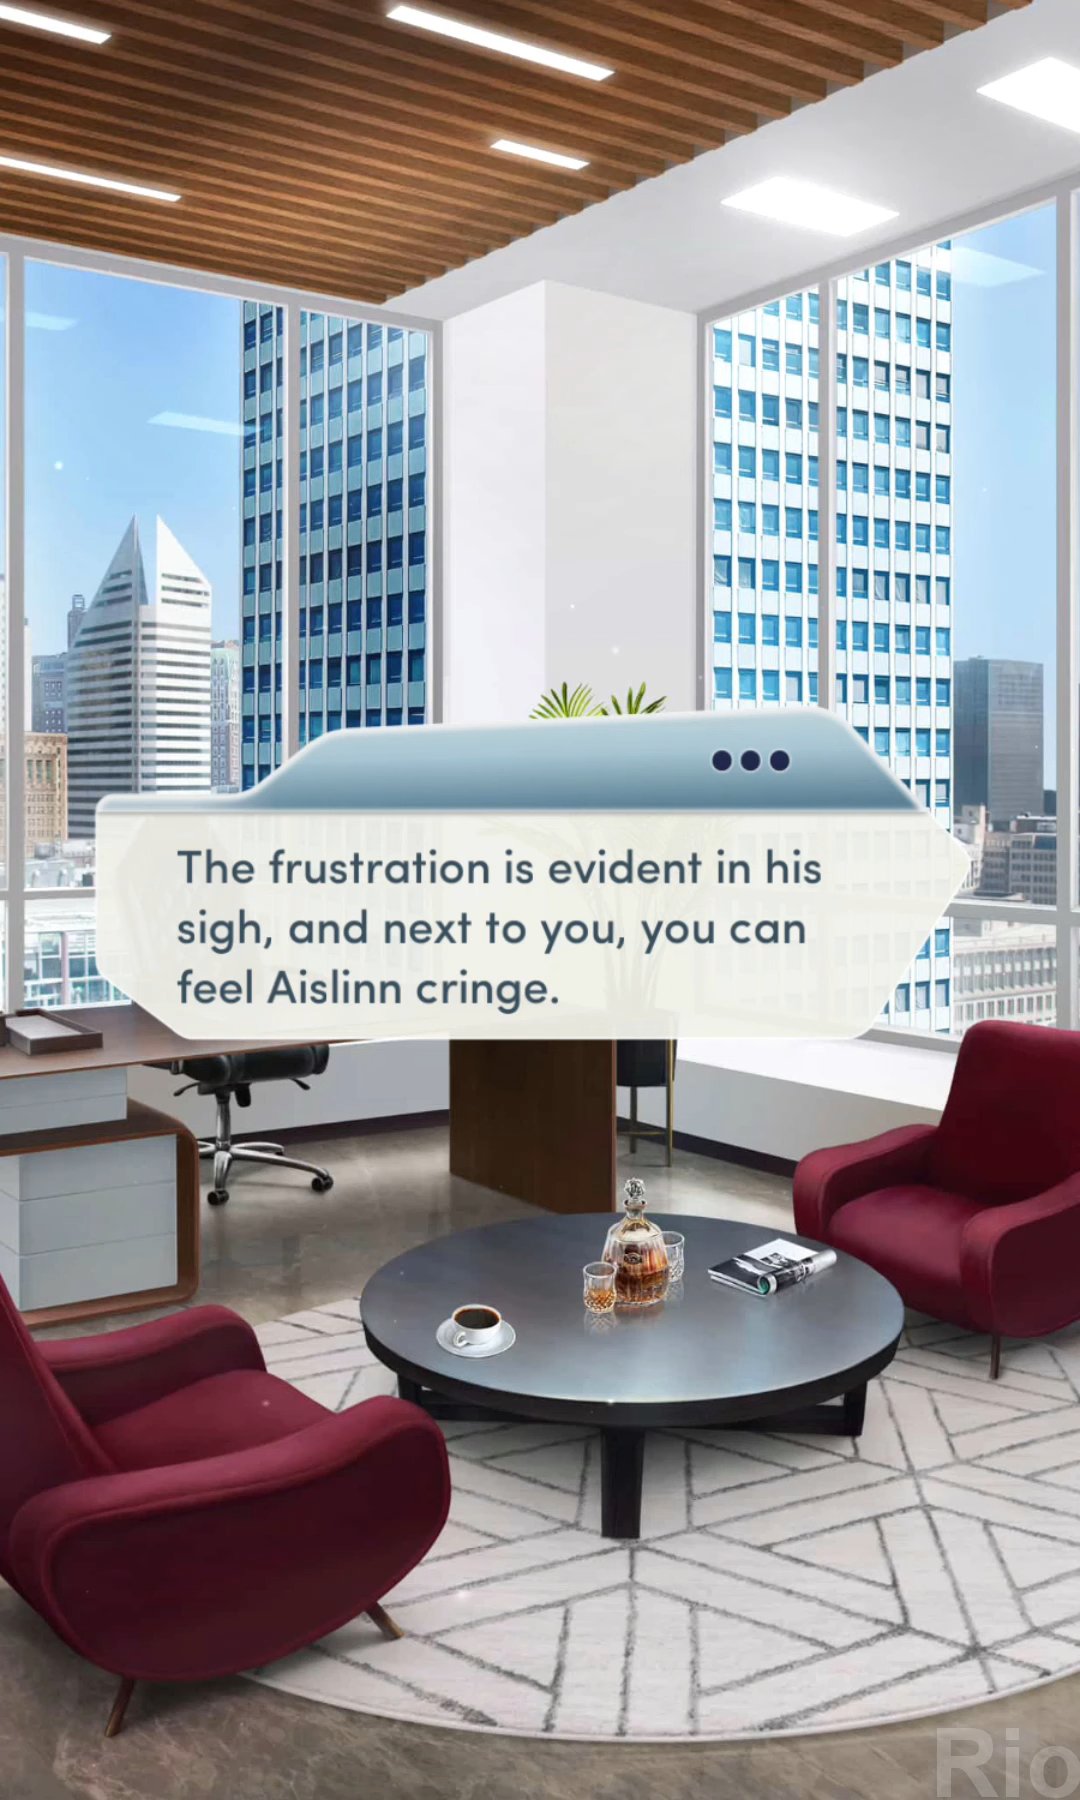 The frustration is evident in his
sigh, and next to you, you can
feel Aislinn cringe.
Rio